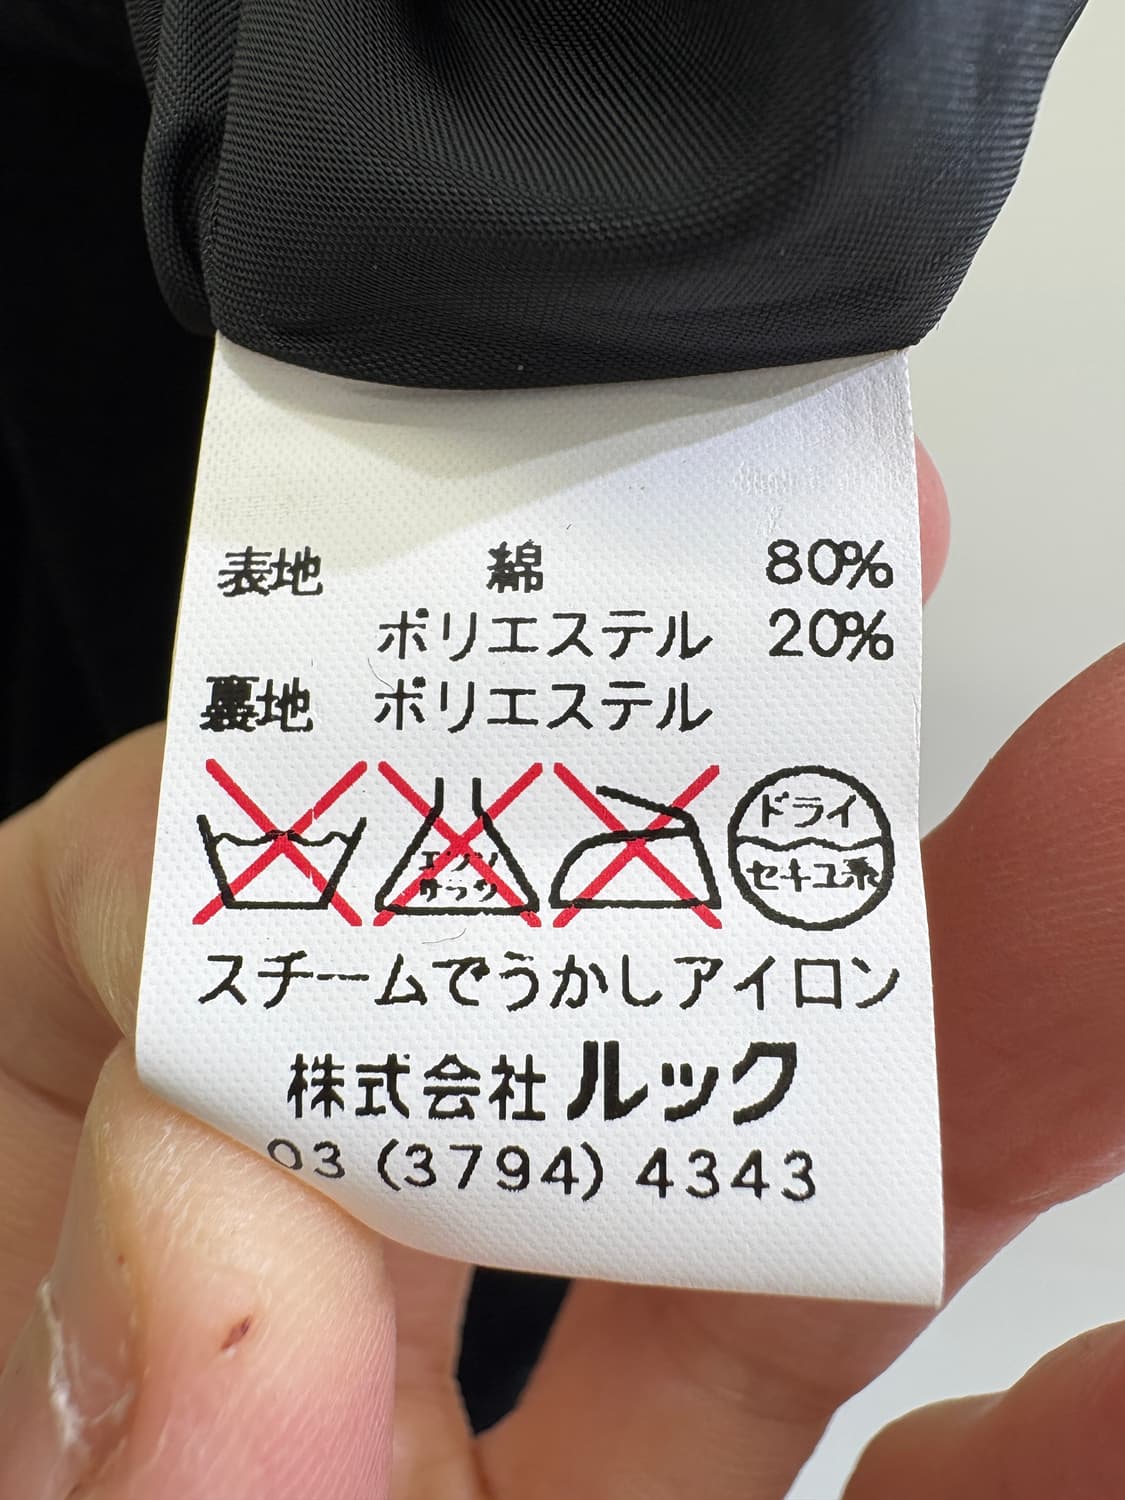 表地 綿 80%
ポリエステル 20%
裏地 ポリエステル
エンソ
サラシ
ドライ
セキユ系
スチームでうかしアイロン
株式会社ルック
03 (3794) 4343